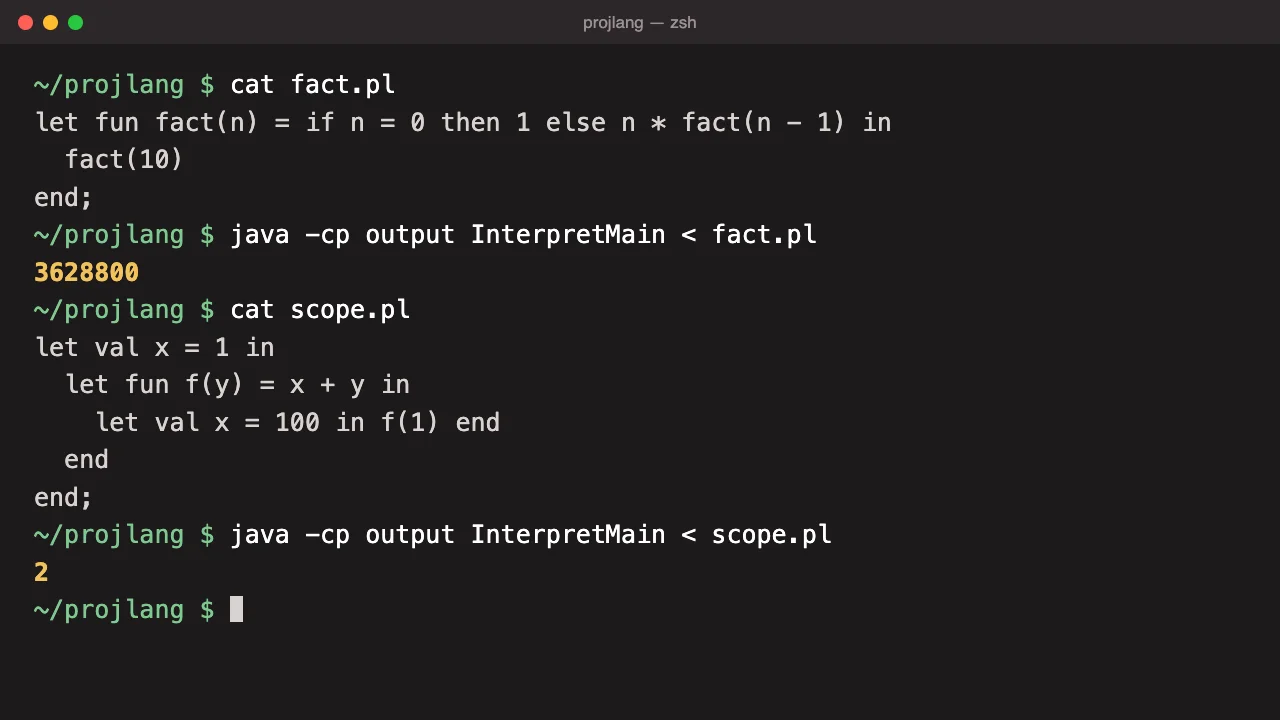 projlang — zsh
~/projlang $ cat fact.pl
let fun fact(n) = if n = 0 then 1 else n * fact(n - 1) in
  fact(10)
end;
~/projlang $ java -cp output InterpretMain < fact.pl
3628800
~/projlang $ cat scope.pl
let val x = 1 in
  let fun f(y) = x + y in
    let val x = 100 in f(1) end
  end
end;
~/projlang $ java -cp output InterpretMain < scope.pl
2
~/projlang $